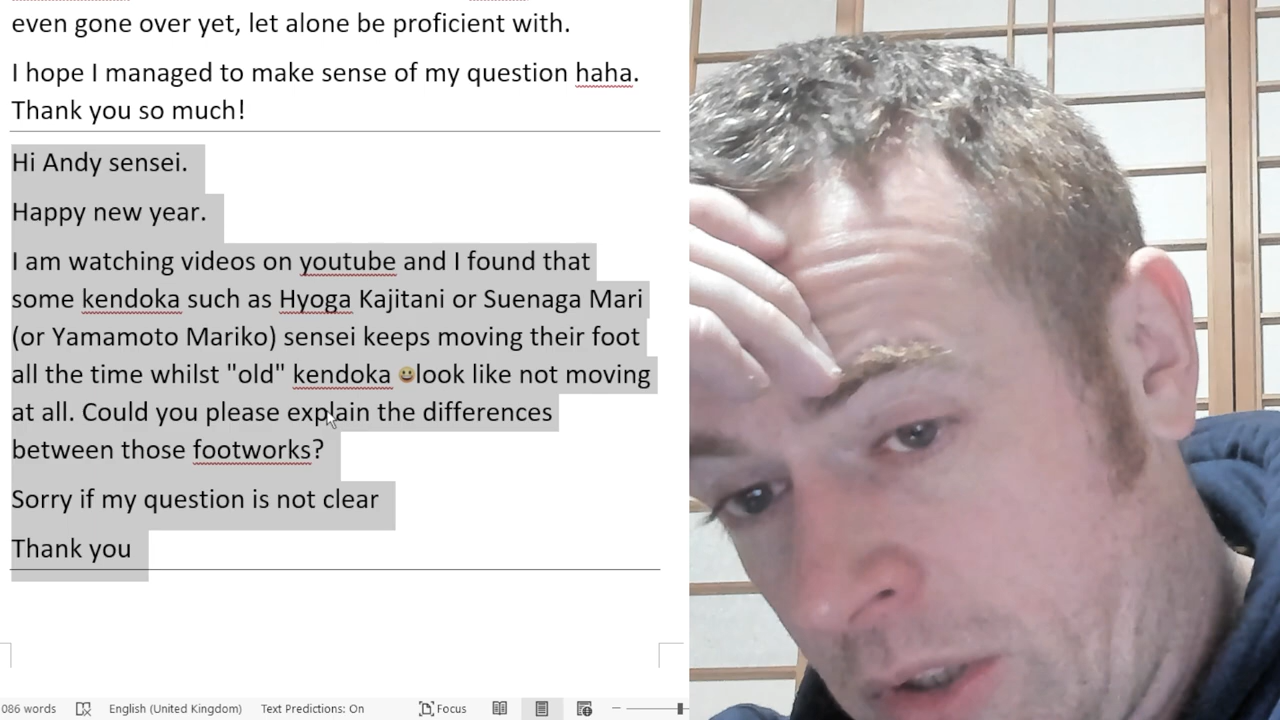 even gone over yet, let alone be proficient with.
I hope I managed to make sense of my question haha.
Thank you so much!
Hi Andy sensei.
Happy new year.
I am watching videos on youtube and I found that
some kendoka such as Hyoga Kajitani or Suenaga Mari
(or Yamamoto Mariko) sensei keeps moving their foot
all the time whilst "old" kendoka 😀look like not moving
at all. Could you please explain the differences
between those footworks?
Sorry if my question is not clear
Thank you
086 words English (United Kingdom) Text Predictions: On Focus